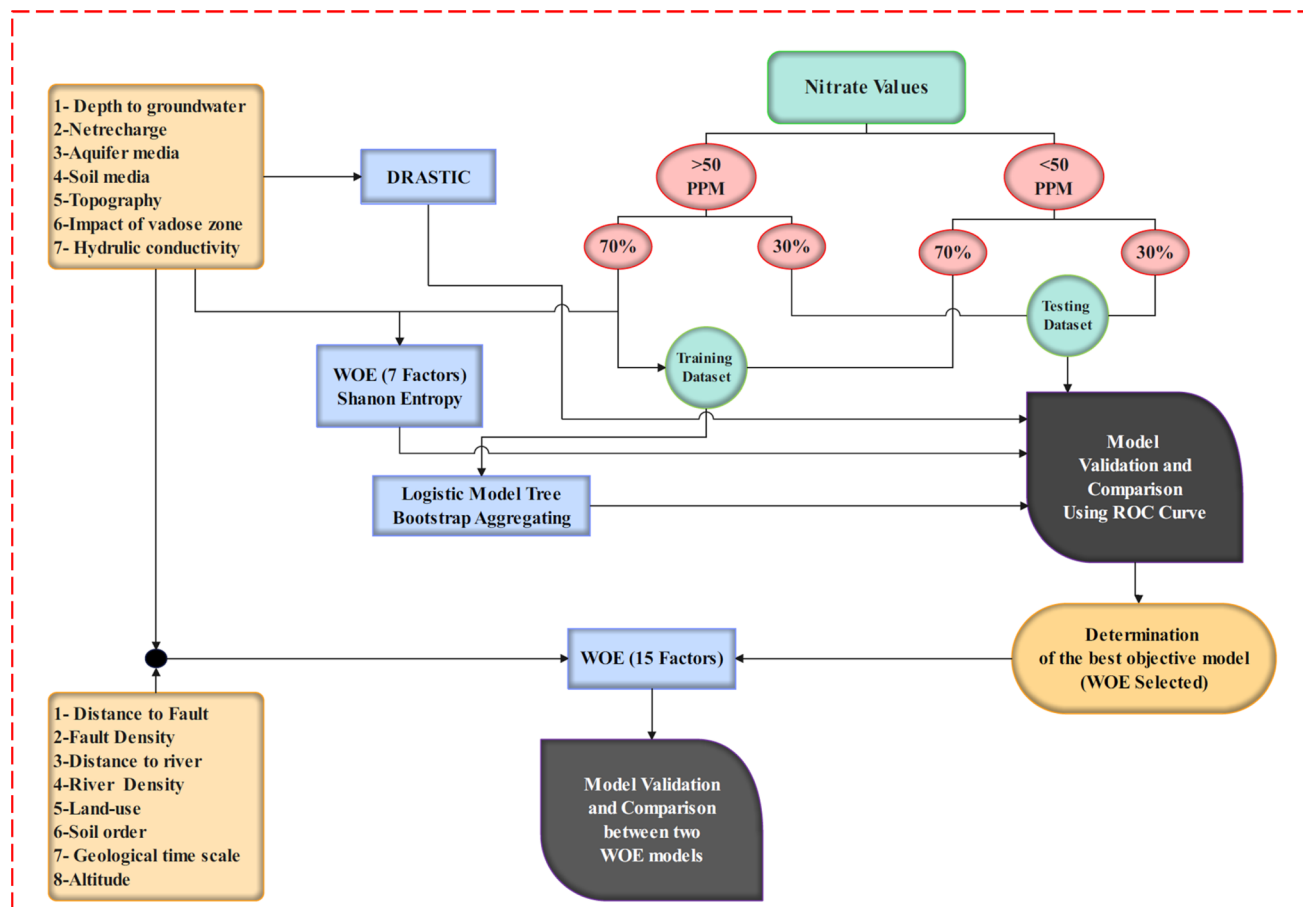 Nitrate Values
1- Depth to groundwater
2-Netrecharge
3-Aquifer media
4-Soil media
5-Topography
6-Impact of vadose zone
7- Hydrulic conductivity
DRASTIC
>50
PPM
<50
PPM
70%
30%
70%
30%
Testing
Dataset
Training
Dataset
WOE (7 Factors)
Shanon Entropy
Logistic Model Tree
Bootstrap Aggregating
Model
Validation and
Comparison
Using ROC Curve
Determination
of the best objective model
(WOE Selected)
WOE (15 Factors)
1- Distance to Fault
2-Fault Density
3-Distance to river
4-River Density
5-Land-use
6-Soil order
7- Geological time scale
8-Altitude
Model Validation
and Comparison
between two
WOE models